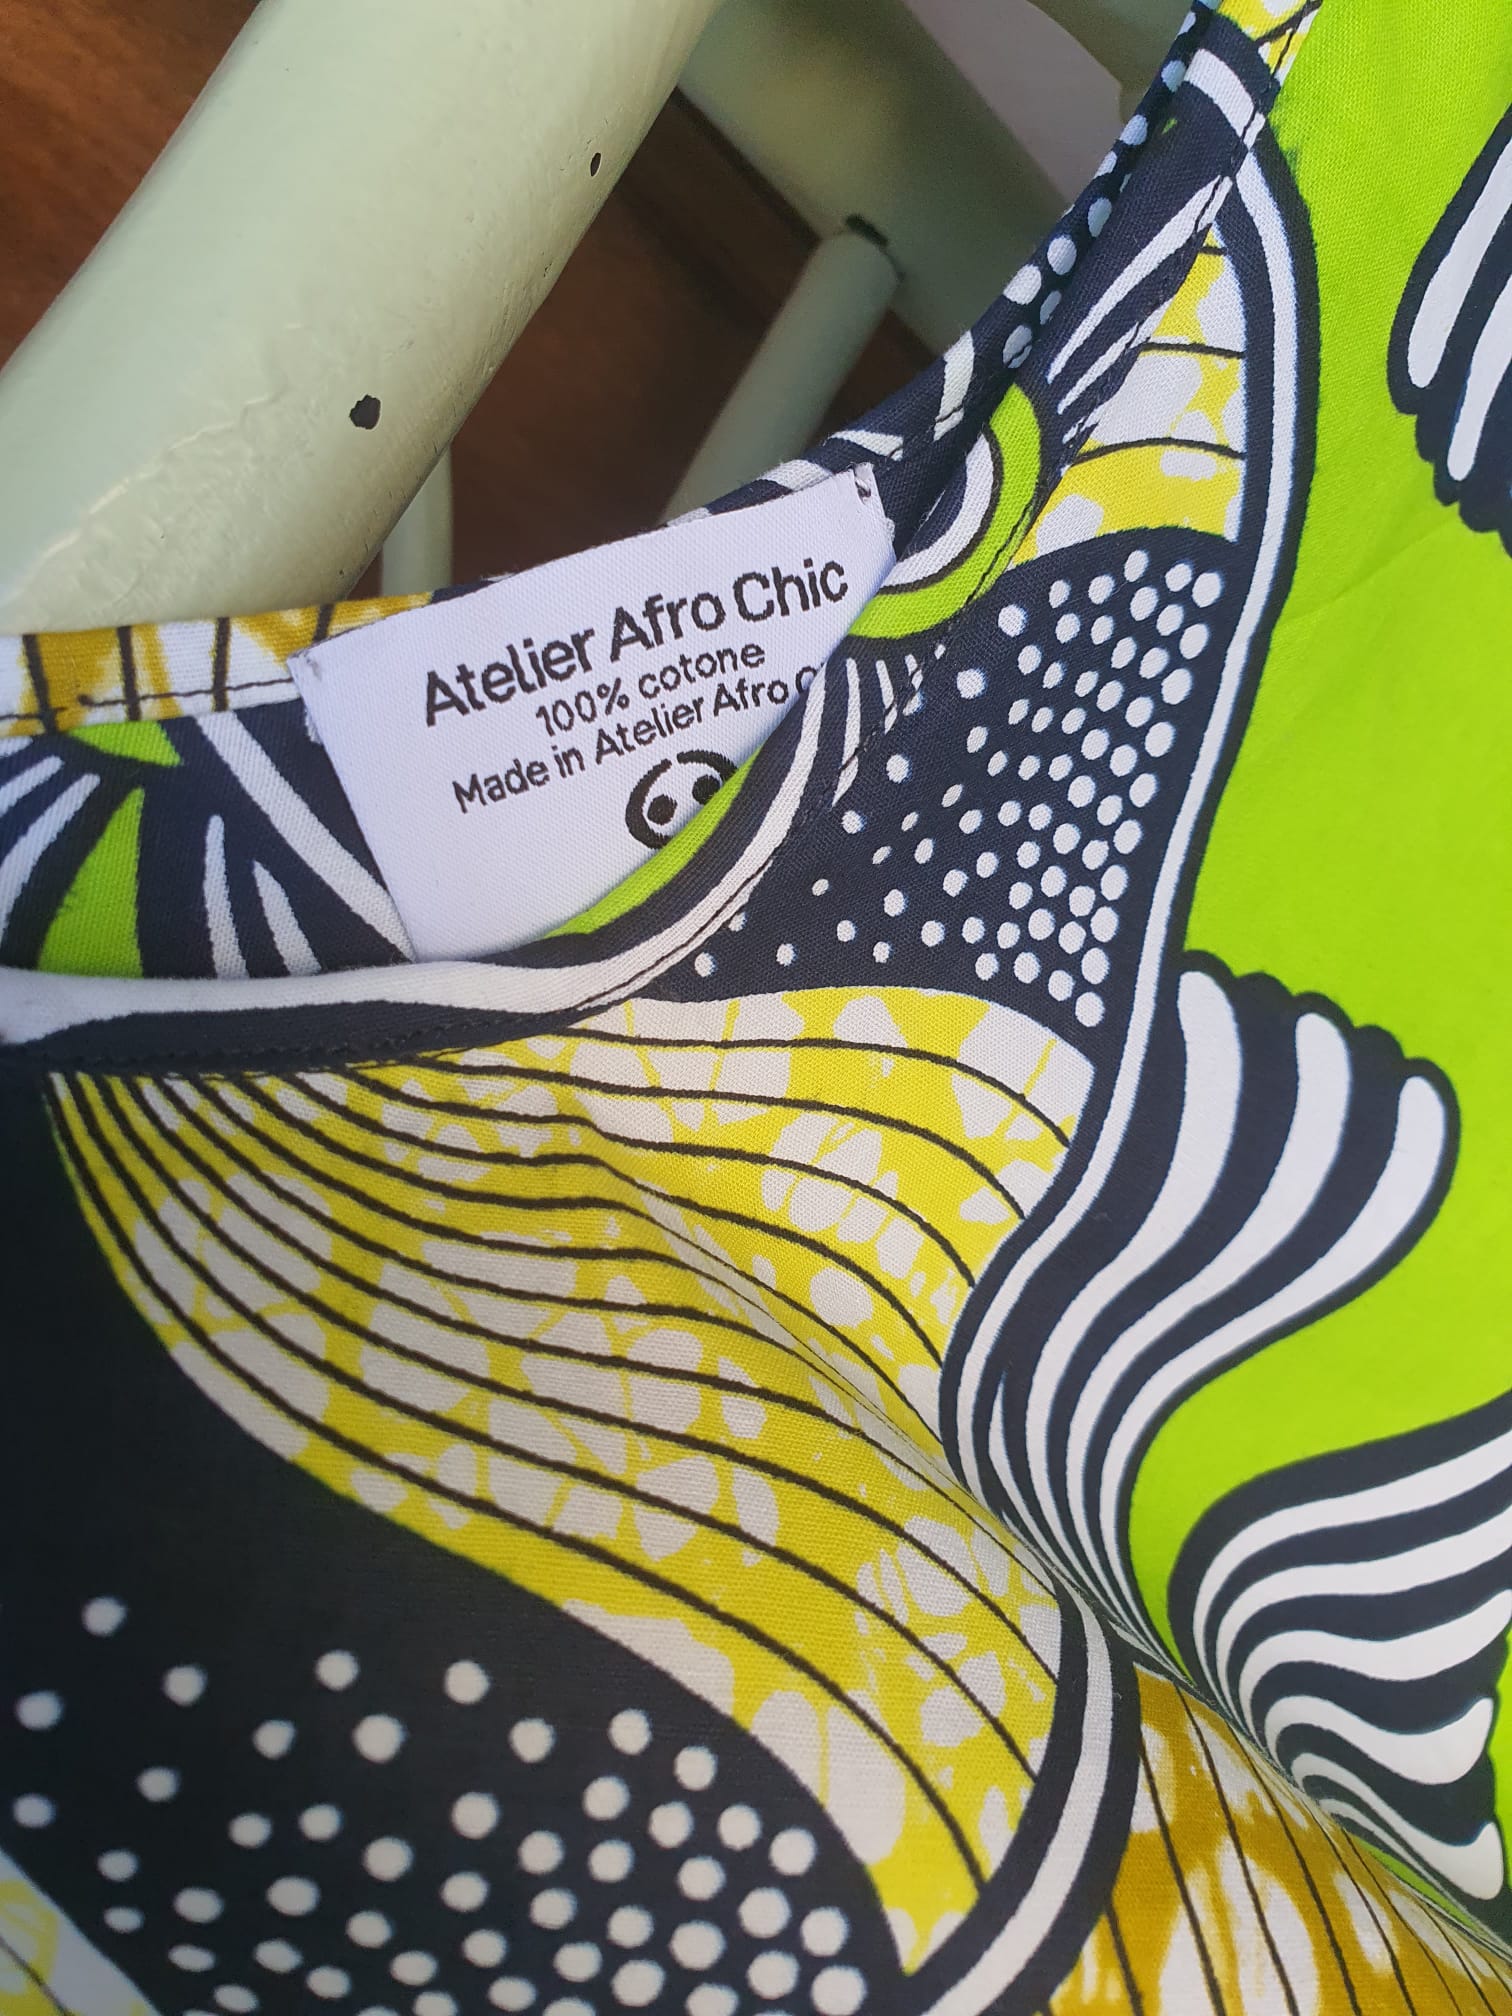 Atelier Afro Chic
100% cotone
Made in Atelier Afro